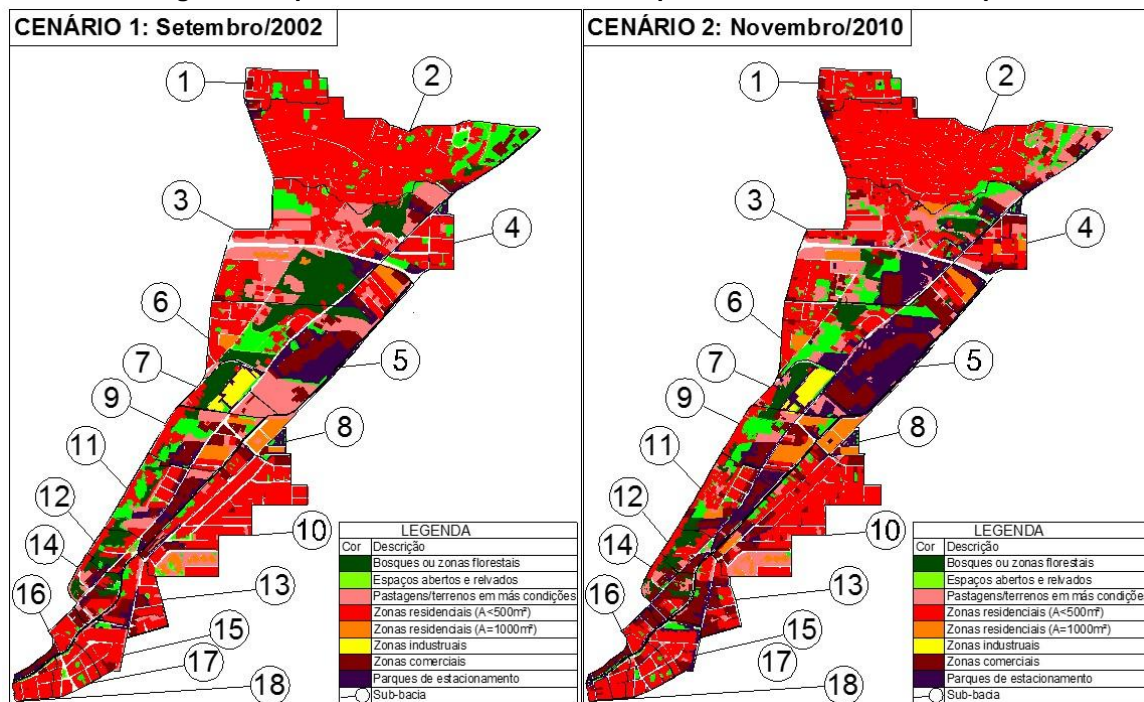 CENÁRIO 1: Setembro/2002
1
2
3
4
5
6
7
8
9
10
11
12
13
14
15
16
17
18
LEGENDA
Cor Descrição
Bosques ou zonas florestais
Espaços abertos e relvados
Pastagens/terrenos em más condições
Zonas residenciais (A<500m²)
Zonas residenciais (A=1000m²)
Zonas industruais
Zonas comerciais
Parques de estacionamento
Sub-bacia
CENÁRIO 2: Novembro/2010
1
2
3
4
5
6
7
8
9
10
11
12
13
14
15
16
17
18
LEGENDA
Cor Descrição
Bosques ou zonas florestais
Espaços abertos e relvados
Pastagens/terrenos em más condições
Zonas residenciais (A<500m²)
Zonas residenciais (A=1000m²)
Zonas industruais
Zonas comerciais
Parques de estacionamento
Sub-bacia